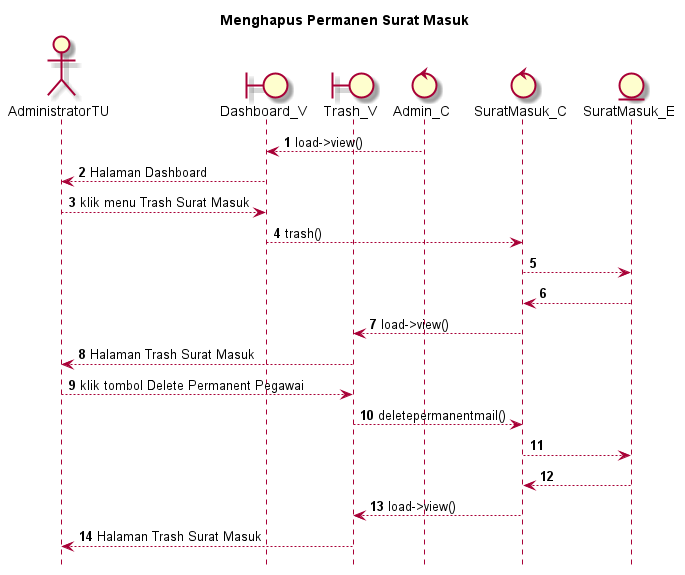 Menghapus Permanen Surat Masuk
AdministratorTU Dashboard_V Trash_V Admin_C SuratMasuk_C SuratMasuk_E
1 load->view()
2 Halaman Dashboard
3 klik menu Trash Surat Masuk
4 trash()
5
6
7 load->view()
8 Halaman Trash Surat Masuk
9 klik tombol Delete Permanent Pegawai
10 deletepermanentmail()
11
12
13 load->view()
14 Halaman Trash Surat Masuk